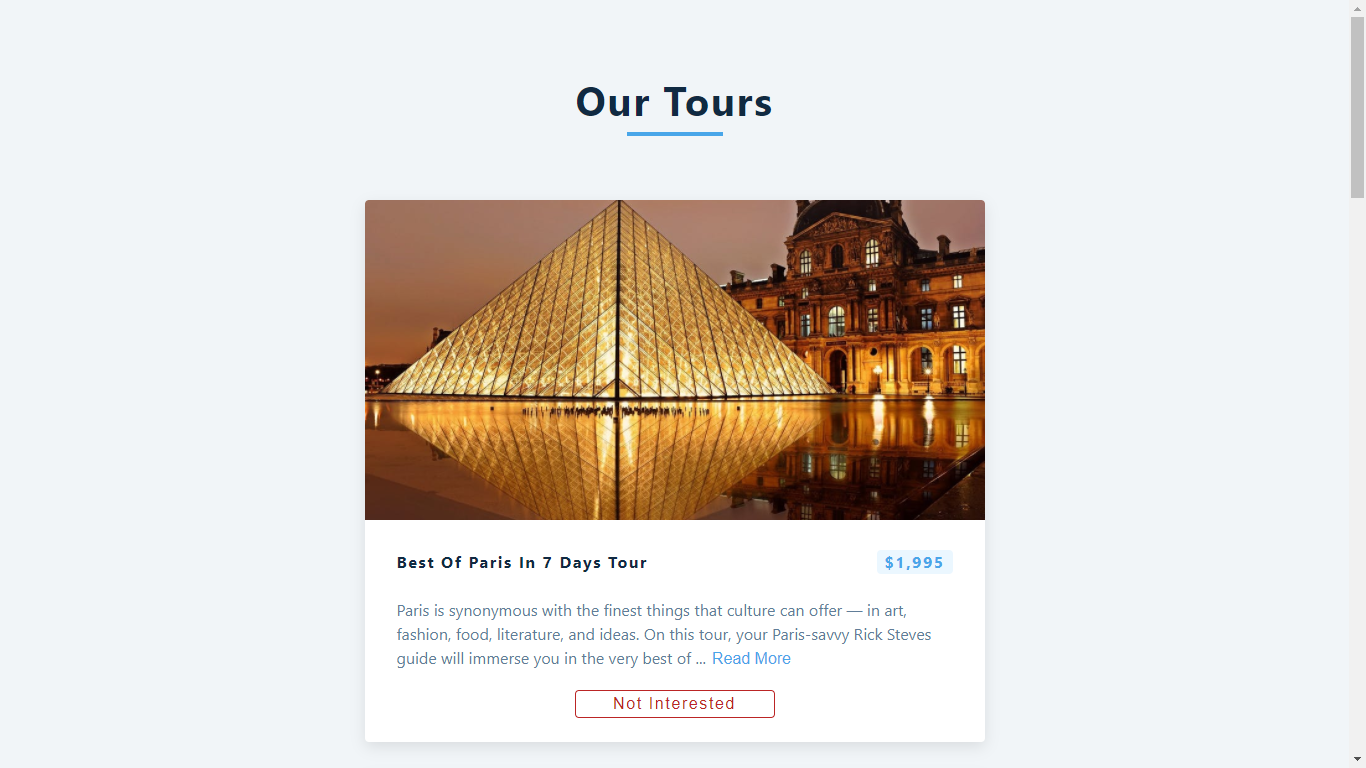 Our Tours
Best Of Paris In 7 Days Tour
$1,995
Paris is synonymous with the finest things that culture can offer — in art,
fashion, food, literature, and ideas. On this tour, your Paris-savvy Rick Steves
guide will immerse you in the very best of ... Read More
Not Interested